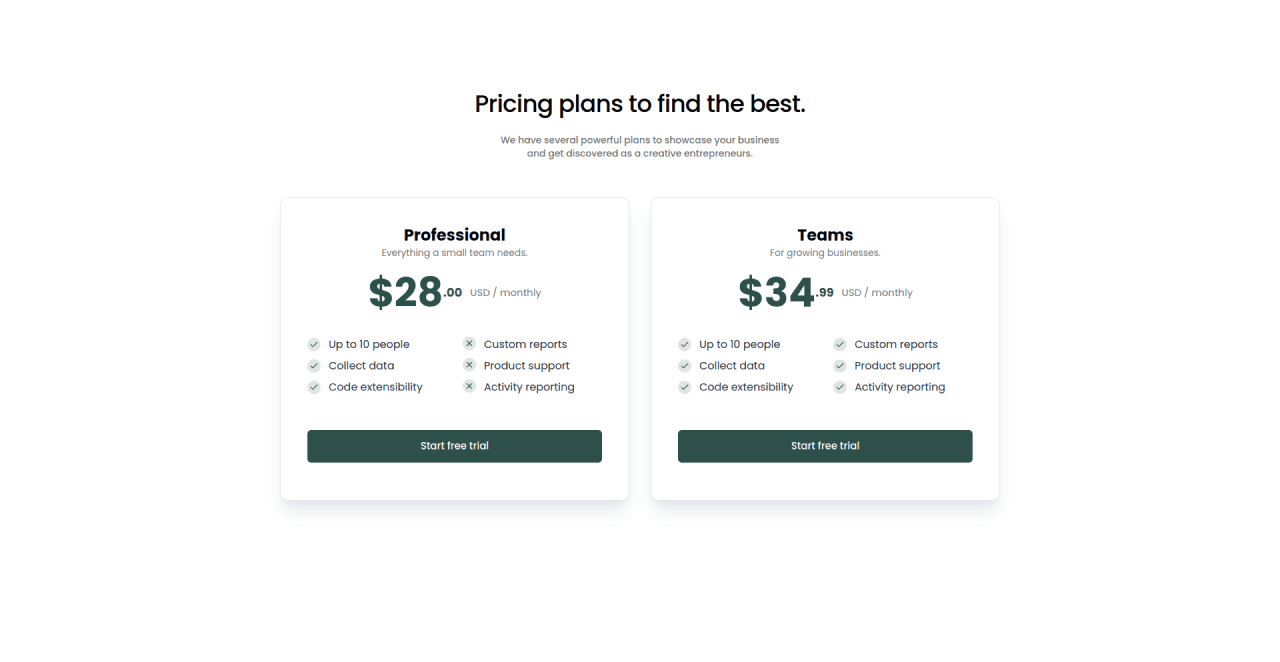 Pricing plans to find the best.
We have several powerful plans to showcase your business
and get discovered as a creative entrepreneurs.
Professional
Everything a small team needs.
$28.00 USD / monthly
Up to 10 people
Collect data
Code extensibility
Custom reports
Product support
Activity reporting
Start free trial
Teams
For growing businesses.
$34.99 USD / monthly
Up to 10 people
Collect data
Code extensibility
Custom reports
Product support
Activity reporting
Start free trial